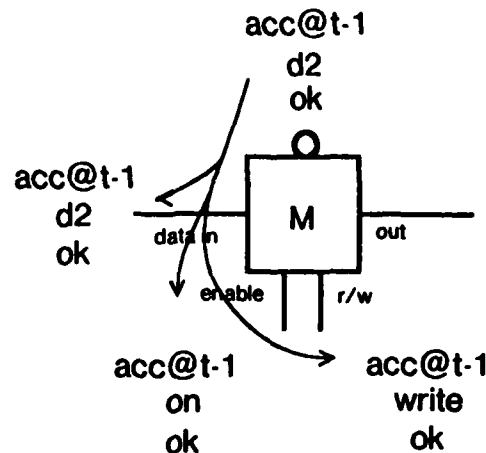 acc@t-1
d2
ok
acc@t-1
d2
ok
M
data in
out
enable
r/w
acc@t-1
on
ok
acc@t-1
write
ok